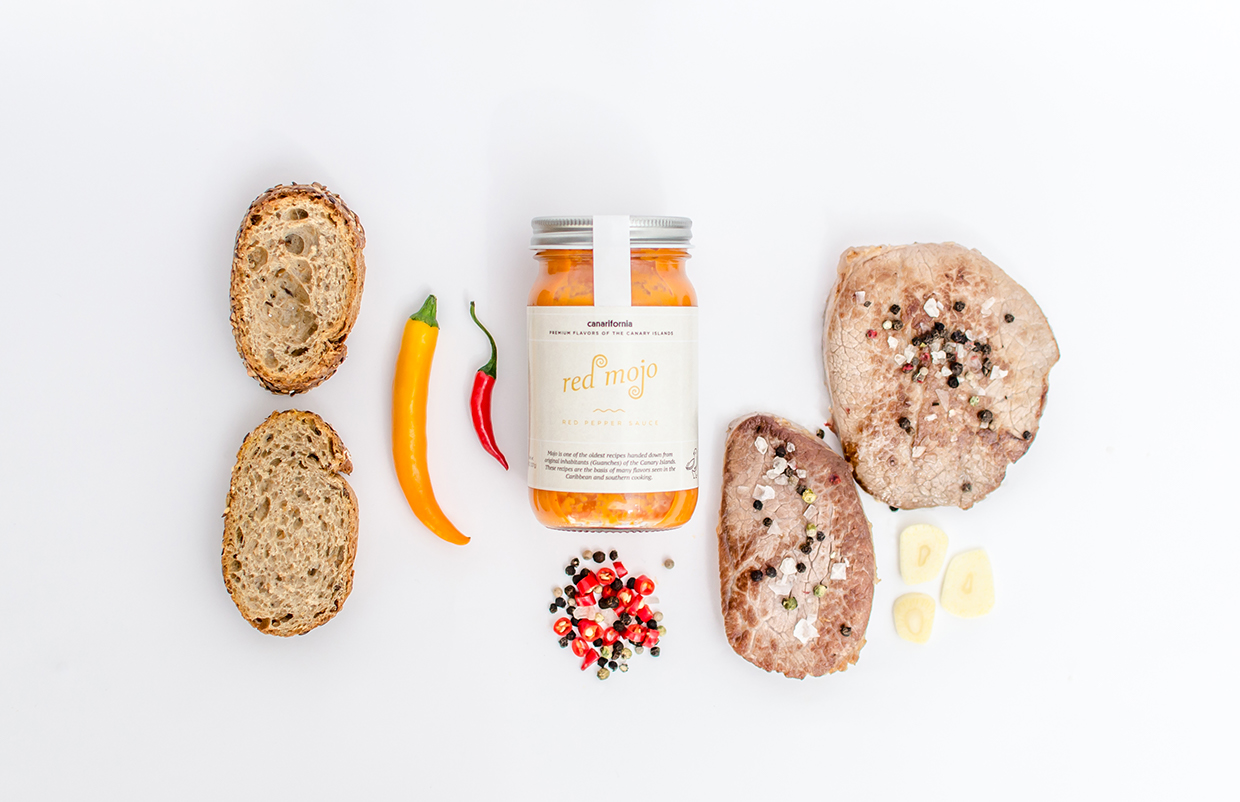 canarifornia
PREMIUM FLAVORS OF THE CANARY ISLANDS
red mojo
RED PEPPER SAUCE
Mojo is one of the oldest recipes handed down from
original inhabitants (Guanches) of the Canary Islands.
These recipes are the basis of many flavors seen in the
Caribbean and southern cooking.